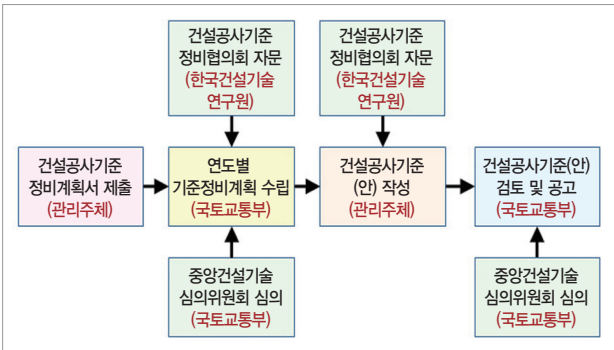 건설공사기준
정비협의회 자문
(한국건설기술
연구원)
건설공사기준
정비협의회 자문
(한국건설기술
연구원)
건설공사기준
정비계획서 제출
(관리주체)
연도별
기준정비계획 수립
(국토교통부)
건설공사기준
(안) 작성
(관리주체)
건설공사기준(안)
검토 및 공고
(국토교통부)
중앙건설기술
심의위원회 심의
(국토교통부)
중앙건설기술
심의위원회 심의
(국토교통부)